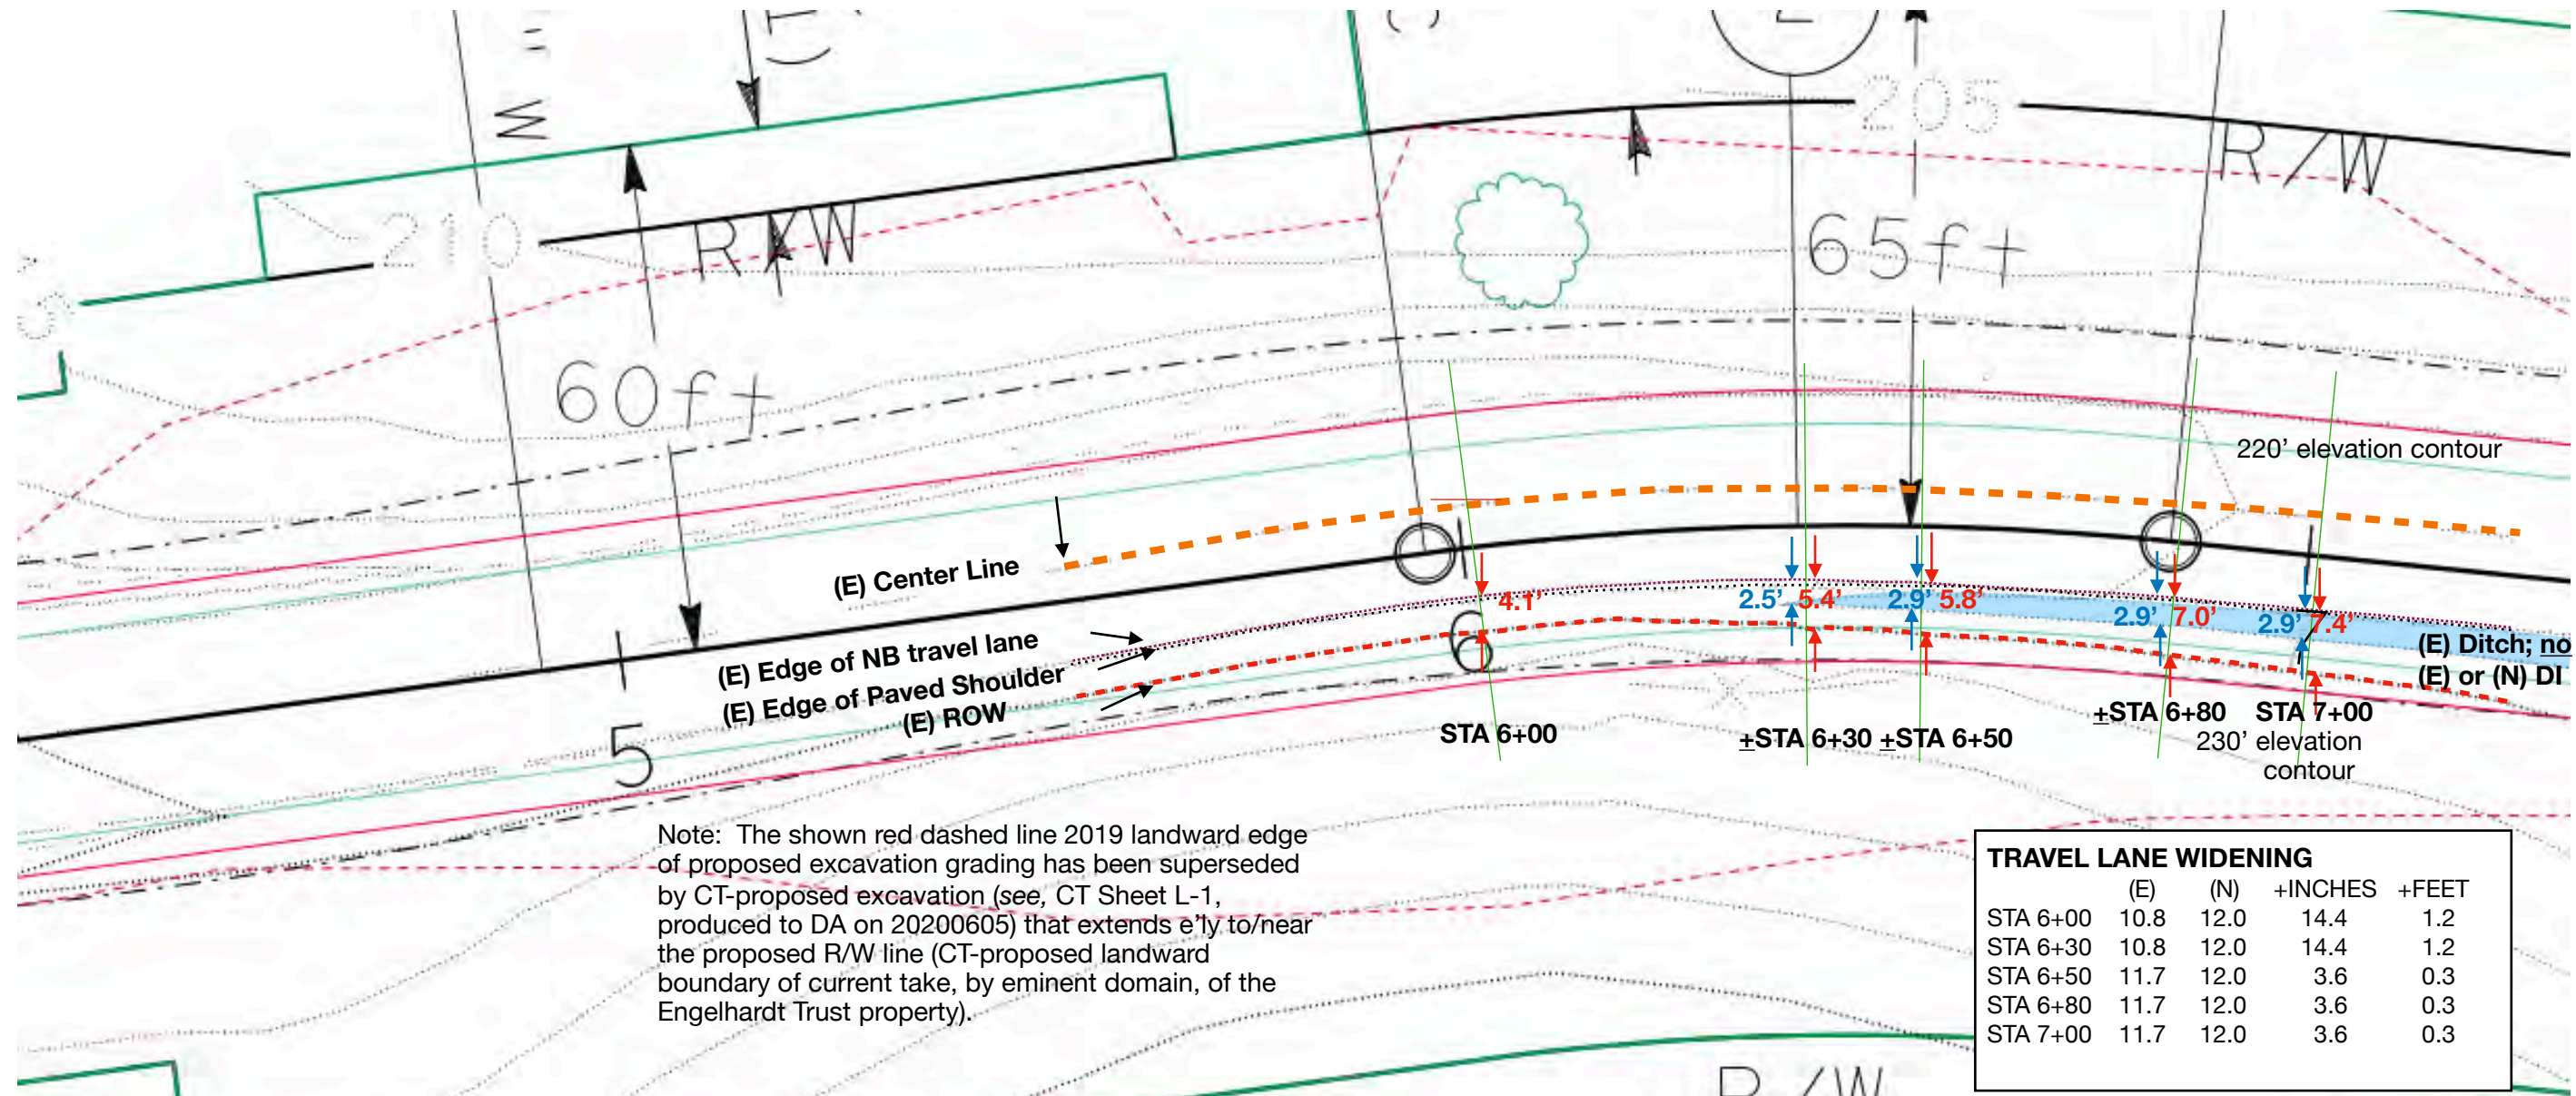 205
R/W
210
R/W
65ft
60ft
220’ elevation contour
(E) Center Line
(E) Edge of NB travel lane
(E) Edge of Paved Shoulder
(E) ROW
4.1’
2.5’ 5.4’
2.9’ 5.8’
2.9’ 7.0’
2.9’ 7.4’
(E) Ditch; no
(E) or (N) DI
6
5
STA 6+00
±STA 6+30 ±STA 6+50
±STA 6+80 STA 7+00
230’ elevation
contour
Note: The shown red dashed line 2019 landward edge
of proposed excavation grading has been superseded
by CT-proposed excavation (see, CT Sheet L-1,
produced to DA on 20200605) that extends e’ly to/near
the proposed R/W line (CT-proposed landward
boundary of current take, by eminent domain, of the
Engelhardt Trust property).
TRAVEL LANE WIDENING
(E) (N) +INCHES +FEET
STA 6+00 10.8 12.0 14.4 1.2
STA 6+30 10.8 12.0 14.4 1.2
STA 6+50 11.7 12.0 3.6 0.3
STA 6+80 11.7 12.0 3.6 0.3
STA 7+00 11.7 12.0 3.6 0.3
R/W